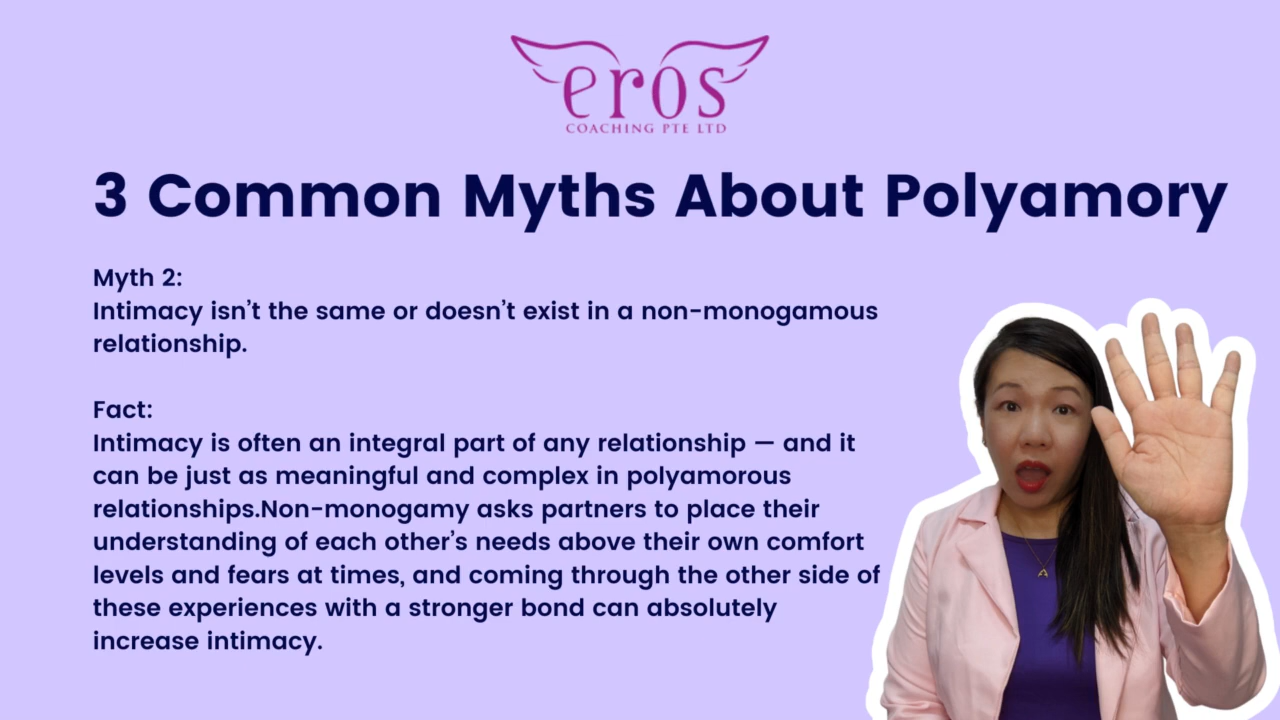 eros
COACHING PTE LTD
3 Common Myths About Polyamory
Myth 2:
Intimacy isn’t the same or doesn’t exist in a non-monogamous
relationship.
Fact:
Intimacy is often an integral part of any relationship — and it
can be just as meaningful and complex in polyamorous
relationships.Non-monogamy asks partners to place their
understanding of each other’s needs above their own comfort
levels and fears at times, and coming through the other side of
these experiences with a stronger bond can absolutely
increase intimacy.